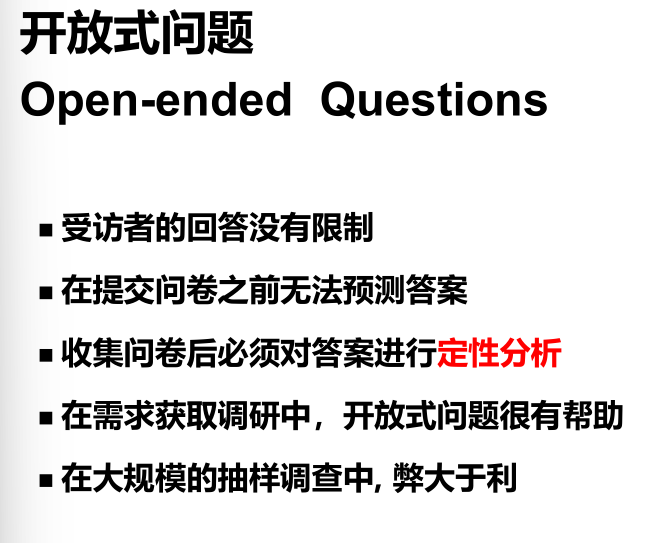 开放式问题
Open-ended Questions
▪ 受访者的回答没有限制
▪ 在提交问卷之前无法预测答案
▪ 收集问卷后必须对答案进行定性分析
▪ 在需求获取调研中，开放式问题很有帮助
▪ 在大规模的抽样调查中, 弊大于利